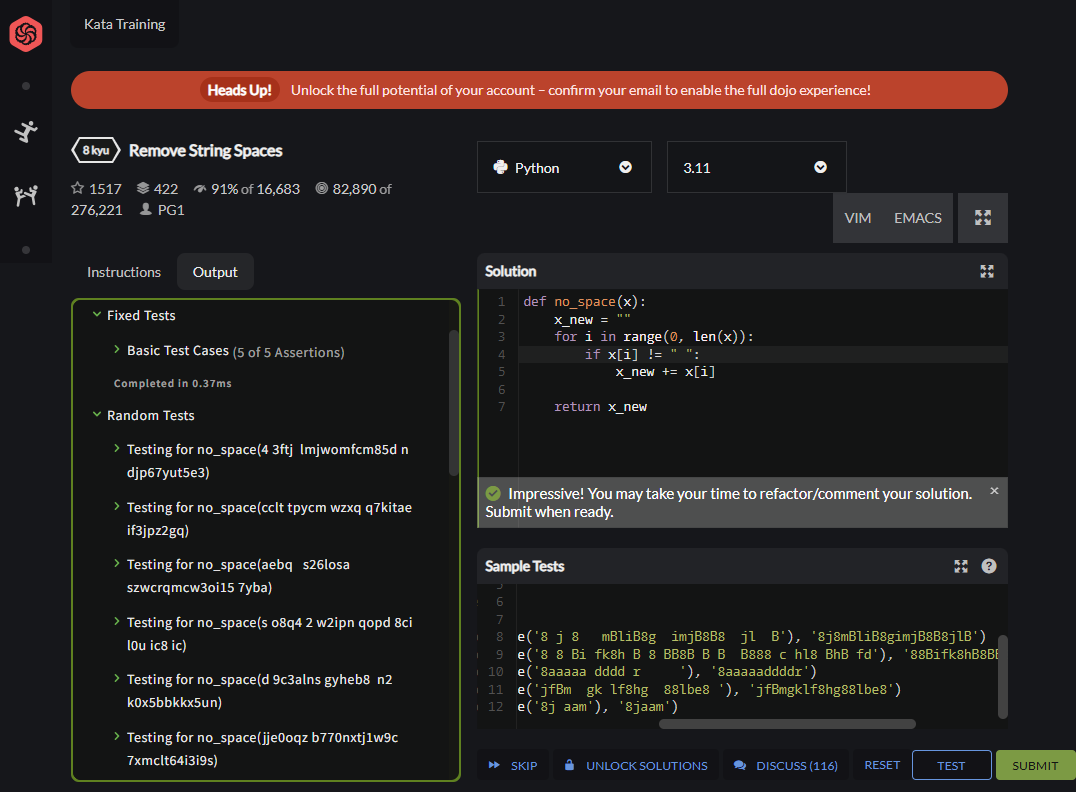 Kata Training
Heads Up! Unlock the full potential of your account – confirm your email to enable the full dojo experience!
8 kyu Remove String Spaces
1517 422 91% of 16,683 82,890 of
276,221 PG1
Python
3.11
VIM EMACS
Instructions Output
Fixed Tests
Basic Test Cases (5 of 5 Assertions)
Completed in 0.37ms
Random Tests
Testing for no_space(4 3ftj lmjwomfcm85d n
djp67yut5e3)
Testing for no_space(cclt tpycm wzxq q7kitae
if3jpz2gq)
Testing for no_space(aebq  s26losa
szwcrqmcw3oi15 7yba)
Testing for no_space(s o8q4 2 w2ipn qopd 8ci
l0u ic8 ic)
Testing for no_space(d 9c3alns gyheb8 n2
k0x5bbkkx5un)
Testing for no_space(jje0oqz b770nxtj1w9c
7xmclt64i3i9s)
Solution
1 def no_space(x):
2     x_new = ""
3     for i in range(0, len(x)):
4         if x[i] != " ":
5             x_new += x[i]
6
7     return x_new
Impressive! You may take your time to refactor/comment your solution.
Submit when ready.
Sample Tests
6
7
8 e('8 j 8   mBliB8g  imjB8B8  jl  B'), '8j8mBliB8gimjB8B8jlB')
9 e('8 8 Bi fk8h B 8 BB8B B B  B888 c hl8 BhB fd'), '88Bifk8hB8BB
10 e('8aaaaa dddd r     '), '8aaaaaddddr')
11 e('jfBm  gk lf8hg  88lbe8 '), 'jfBmgklf8hg88lbe8')
12 e('8j aam'), '8jaam')
SKIP UNLOCK SOLUTIONS DISCUSS (116) RESET TEST SUBMIT